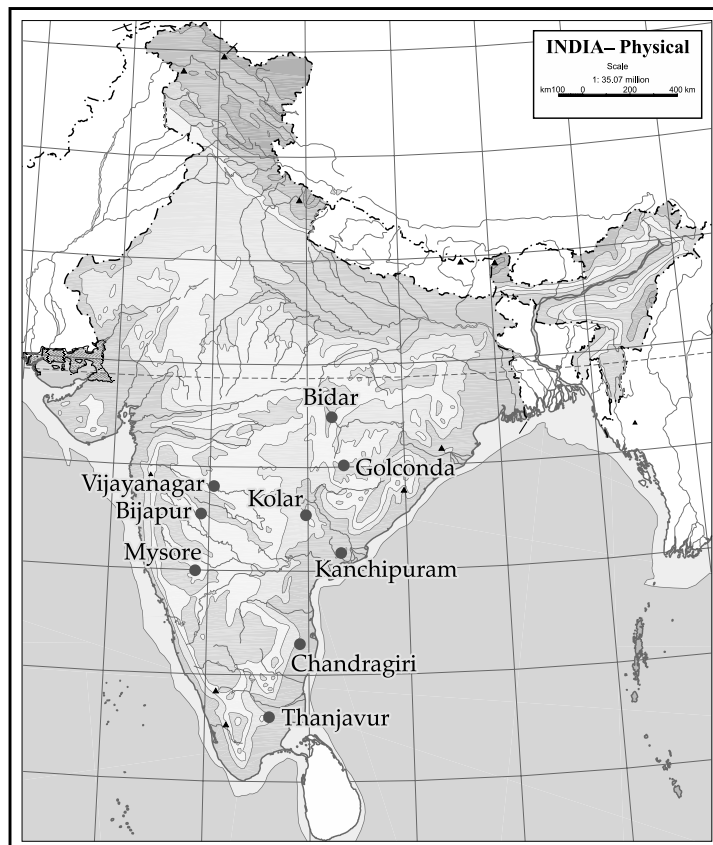 INDIA– Physical
Scale
1: 35.07 million
km100 0 200 400 km
Bidar
Golconda
Vijayanagar
Kolar
Bijapur
Mysore
Kanchipuram
Chandragiri
Thanjavur